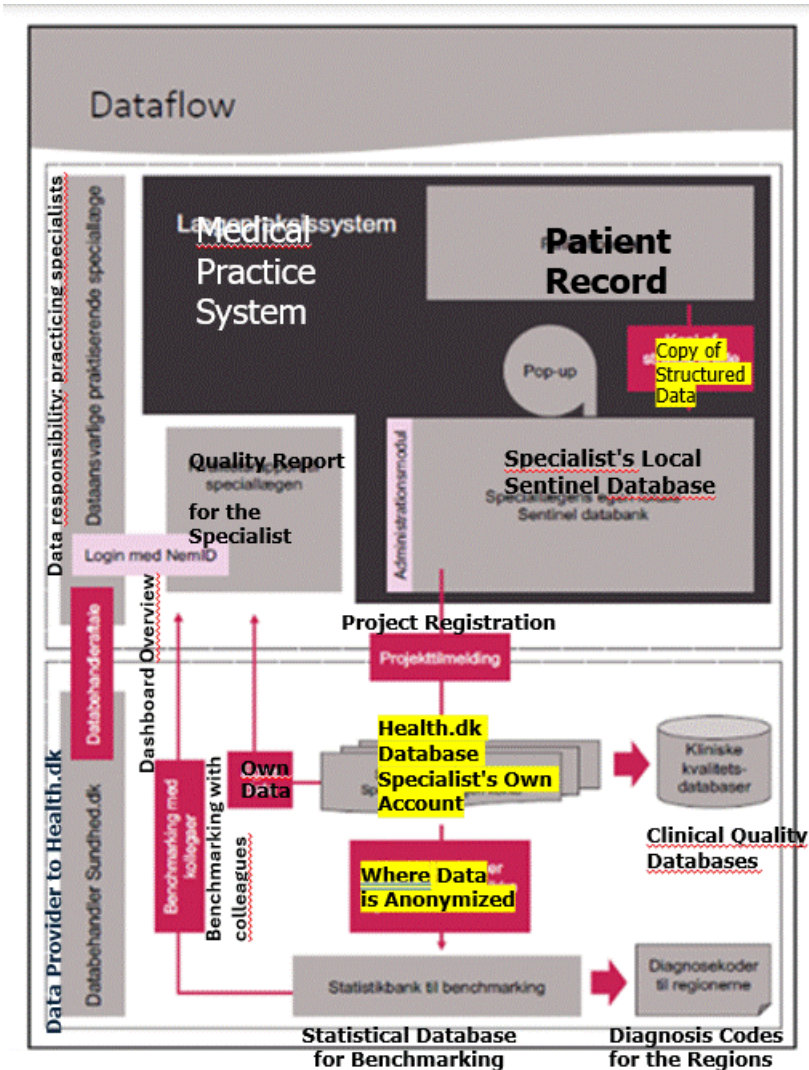 Dataflow
Data responsibility: practicing specialists
Dataansvarlige praktiserende speciallæge
Lægepraksissystem
Medical
Practice
System
Patient
Record
Copy of
Structured
Data
Pop-up
Quality Report
speciallægen
for the
Specialist
Administrationsmodul
Specialist's Local
Sentinel Database
Speciallægens egen lokale
Sentinel databank
Login med NemID
Project Registration
Projekttilmelding
Databehandleraftale
Dashboard Overview
Data Provider to Health.dk
Databehandler Sundhed.dk
Benchmarking med
kollegaer
Benchmarking with
colleagues
Own
Data
Health.dk
Database
Specialist's Own
Account
Kliniske
kvalitets-
databaser
Clinical Quality
Databases
Where Data
is Anonymized
Statistikbank til benchmarking
Diagnosekoder
til regionerne
Statistical Database
for Benchmarking
Diagnosis Codes
for the Regions